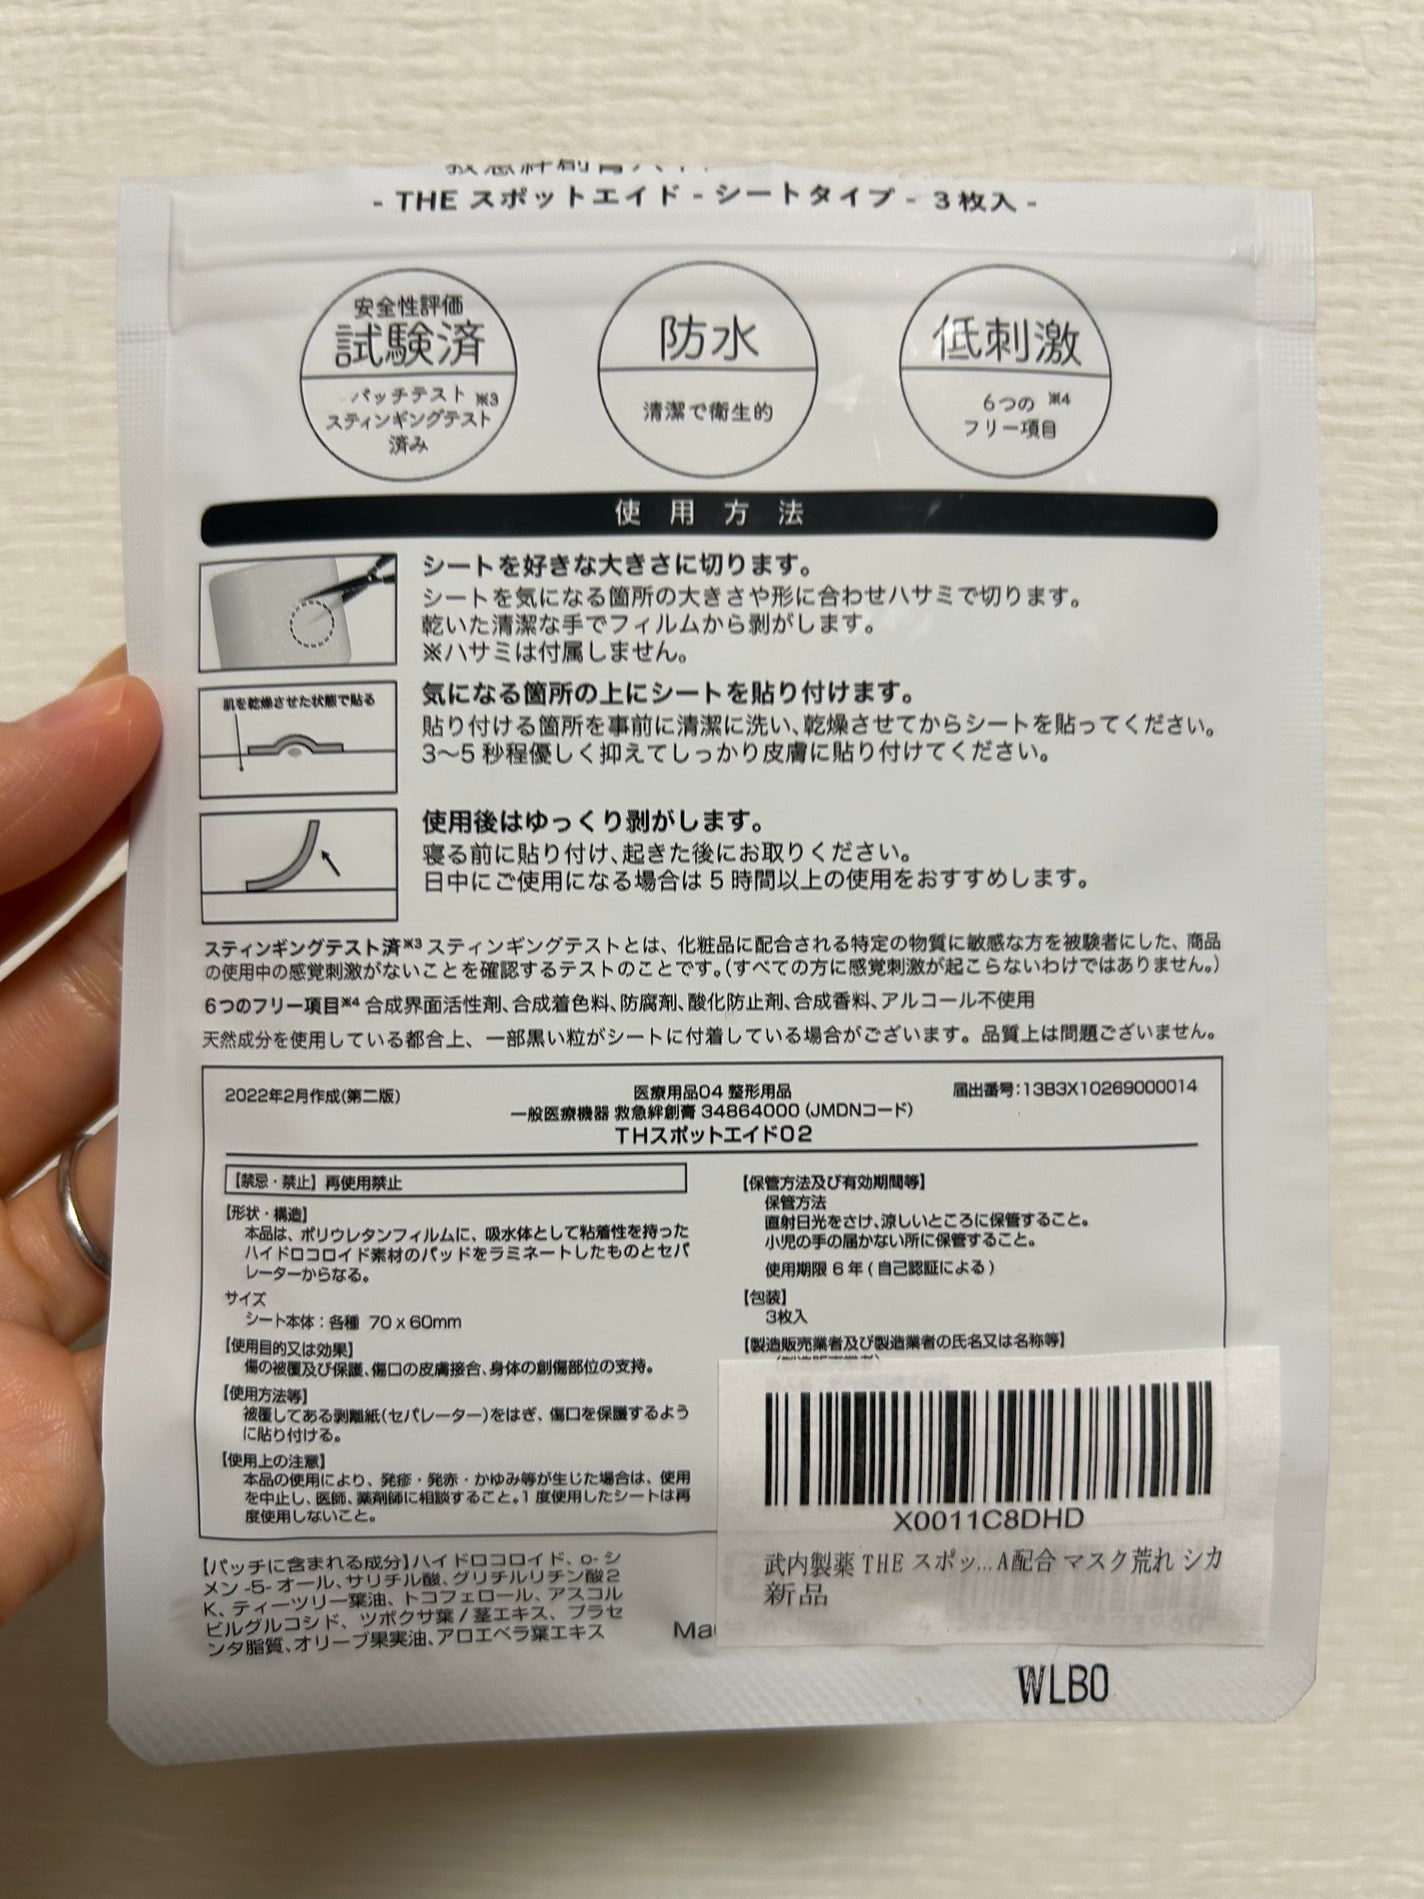 - THE スポットエイド - シートタイプ - 3枚入 -
安全性評価
試験済
パッチテスト ※3
スティンギングテスト
済み
防水
清潔で衛生的
低刺激
6つの ※4
フリー項目
使用方法
シートを好きな大きさに切ります。
シートを気になる箇所の大きさや形に合わせハサミで切ります。
乾いた清潔な手でフィルムから剥がします。
※ハサミは付属しません。
肌を乾燥させた状態で貼る
気になる箇所の上にシートを貼り付けます。
貼り付ける箇所を事前に清潔に洗い、乾燥させてからシートを貼ってください。
3〜5 秒程優しく抑えてしっかり皮膚に貼り付けてください。
使用後はゆっくり剥がします。
寝る前に貼り付け、起きた後にお取りください。
日中にご使用になる場合は 5 時間以上の使用をおすすめします。
スティンギングテスト済※3 スティンギングテストとは、化粧品に配合される特定の物質に敏感な方を被験者にした、商品
の使用中の感覚刺激がないことを確認するテストのことです。(すべての方に感覚刺激が起こらないわけではありません。)
6つのフリー項目※4 合成界面活性剤、合成着色料、防腐剤、酸化防止剤、合成香料、アルコール不使用
天然成分を使用している都合上、一部黒い粒がシートに付着している場合がございます。品質上は問題ございません。
2022年2月作成(第二版)
医療用品04 整形用品
届出番号:13B3X10269000014
一般医療機器 救急絆創膏 34864000 (JMDNコード)
THスポットエイド02
【禁忌・禁止】再使用禁止
【形状・構造】
本品は、ポリウレタンフィルムに、吸水体として粘着性を持った
ハイドロコロイド素材のパッドをラミネートしたものとセパ
レーターからなる。
サイズ
シート本体:各種 70 x 60mm
【使用目的又は効果】
傷の被覆及び保護、傷口の皮膚接合、身体の創傷部位の支持。
【使用方法等】
被覆してある剥離紙(セパレーター)をはぎ、傷口を保護するよう
に貼り付ける。
【使用上の注意】
本品の使用により、発疹・発赤・かゆみ等が生じた場合は、使用
を中止し、医師、薬剤師に相談すること。1 度使用したシートは再
度使用しないこと。
【保管方法及び有効期間等】
保管方法
直射日光をさけ、涼しいところに保管すること。
小児の手の届かない所に保管すること。
使用期限 6 年 ( 自己認証による )
【包装】
3枚入
【製造販売業者及び製造業者の氏名又は名称等】
【パッチに含まれる成分】ハイドロコロイド、o- シ
メン -5- オール、サリチル酸、グリチルリチン酸2
K、ティーツリー葉油、トコフェロール、アスコル
ビルグルコシド、ツボクサ葉 / 茎エキス、プラセ
ンタ脂質、オリーブ果実油、アロエベラ葉エキス
X0011C8DHD
武内製薬 THE スポッ...A配合 マスク荒れ シカ
新品
WLB0